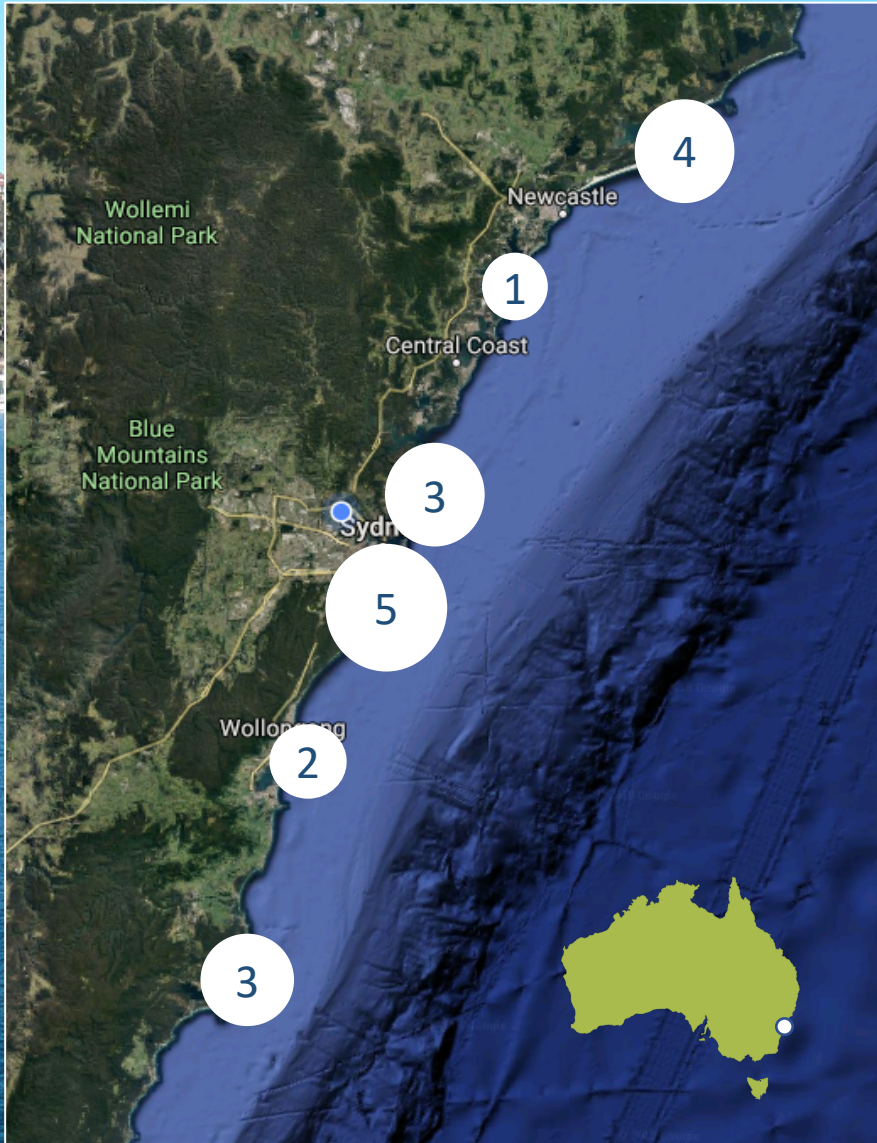 4
Newcastle
Wollemi
National Park
1
Central Coast
Blue
Mountains
National Park
3
Sydn
5
Wollongong
2
3